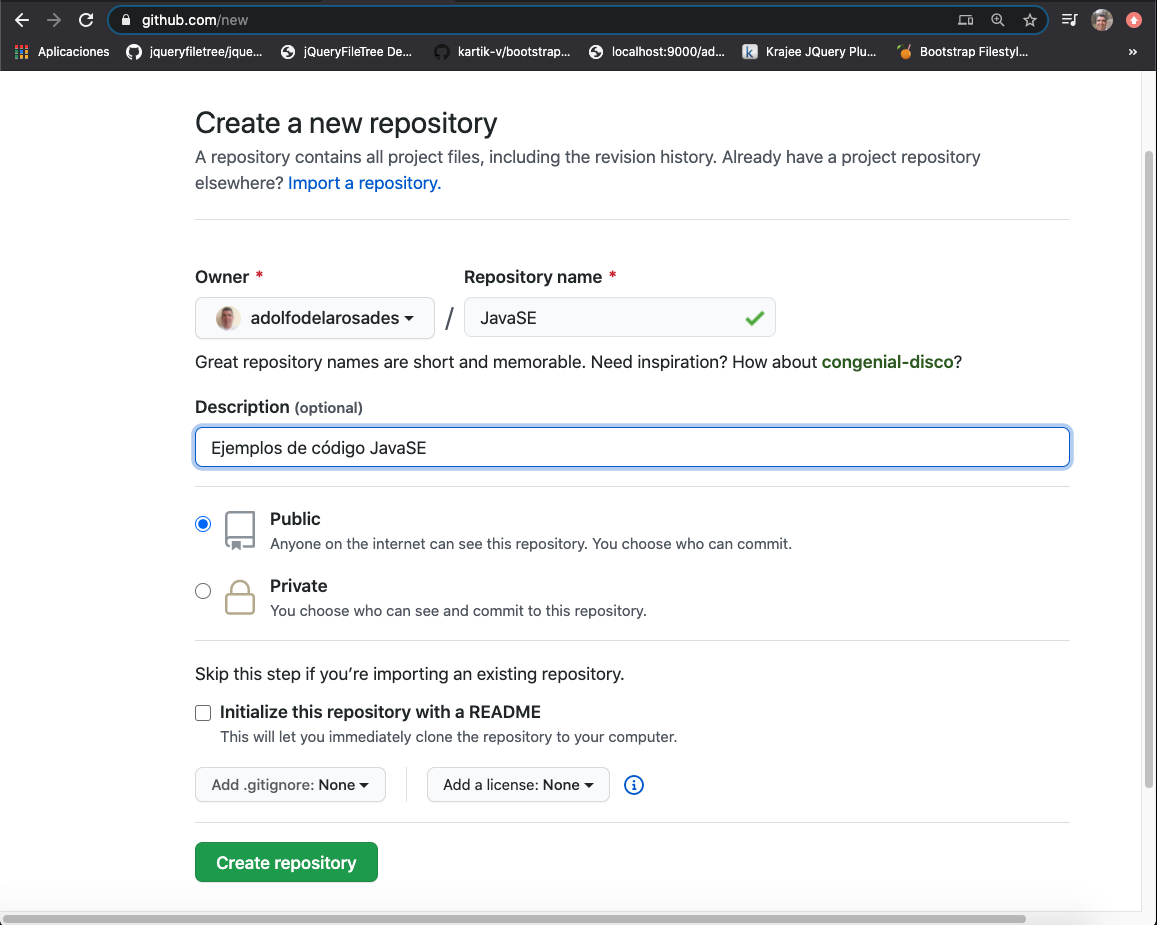 github.com/new
Aplicaciones jqueryfiletree/jque... jQueryFileTree De... kartik-v/bootstrap... localhost:9000/ad... k Krajee JQuery Plu... Bootstrap Filestyl... »
Create a new repository
A repository contains all project files, including the revision history. Already have a project repository
elsewhere? Import a repository.
Owner * Repository name *
adolfodelarosades / JavaSE
Great repository names are short and memorable. Need inspiration? How about congenial-disco?
Description (optional)
Ejemplos de código JavaSE
Public
Anyone on the internet can see this repository. You choose who can commit.
Private
You choose who can see and commit to this repository.
Skip this step if you’re importing an existing repository.
Initialize this repository with a README
This will let you immediately clone the repository to your computer.
Add .gitignore: None Add a license: None
Create repository